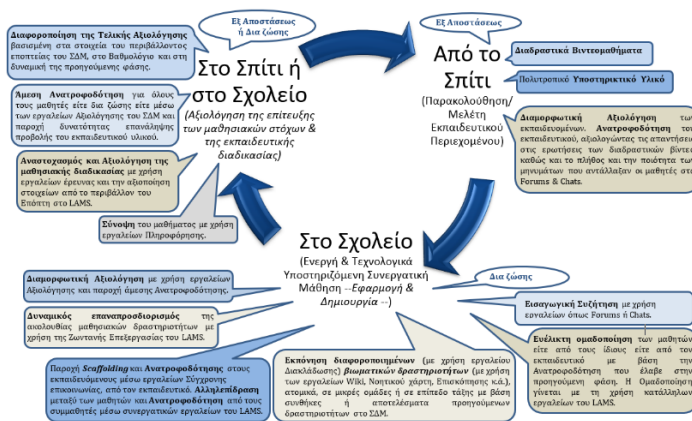 Εξ Αποστάσεως
ή Δια ζώσης
Στο Σπίτι ή
στο Σχολείο
(Αξιολόγηση της επίτευξης
των μαθησιακών στόχων &
της εκπαιδευτικής
διαδικασίας)
Διαφοροποίηση της Τελικής Αξιολόγησης
βασισμένη στα στοιχεία του περιβάλλοντος
εποπτείας του ΣΔΜ, στο Βαθμολόγιο και στη
δυναμική της προηγούμενης φάσης.
Άμεση Ανατροφοδότηση για όλους
τους μαθητές είτε δια ζώσης είτε μέσω
των εργαλείων Αξιολόγησης του ΣΔΜ και
παροχή δυνατότητας επανάληψης
προβολής του εκπαιδευτικού υλικού.
Αναστοχασμός και Αξιολόγηση της
μαθησιακής διαδικασίας με χρήση
εργαλείων έρευνας και την αξιοποίηση
στοιχείων από το περιβάλλον του
Επόπτη στο LAMS.
Σύνοψη του μαθήματος με χρήση
εργαλείων Πληροφόρησης.
Εξ Αποστάσεως
Από το
Σπίτι
(Παρακολούθηση/
Μελέτη
Εκπαιδευτικού
Περιεχομένου)
Διαδραστικά Βιντεομαθήματα
Πολυτροπικό Υποστηρικτικό Υλικό
Διαμορφωτική Αξιολόγηση των
εκπαιδευομένων. Ανατροφοδότηση του
εκπαιδευτικού, αξιολογώντας τις απαντήσεις
στις ερωτήσεις των διαδραστικών βίντεο
καθώς και το πλήθος και την ποιότητα των
μηνυμάτων που αντάλλαξαν οι μαθητές στα
Forums & Chats.
Στο Σχολείο
(Ενεργή & Τεχνολογικά
Υποστηριζόμενη Συνεργατική
Μάθηση --Εφαρμογή &
Δημιουργία --)
Δια ζώσης
Διαμορφωτική Αξιολόγηση με χρήση εργαλείων
Αξιολόγησης και παροχή άμεσης Ανατροφοδότησης.
Δυναμικός επαναπροσδιορισμός της
ακολουθίας μαθησιακών δραστηριοτήτων με
χρήση της Ζωντανής Επεξεργασίας του LAMS.
Παροχή Scaffolding και Ανατροφοδότησης στους
εκπαιδευόμενους μέσω εργαλείων Σύγχρονης
επικοινωνίας, από τον εκπαιδευτικό. Αλληλεπίδραση
μεταξύ των μαθητών και Ανατροφοδότηση από τους
συμμαθητές μέσω συνεργατικών εργαλείων του LAMS.
Εκπόνηση διαφοροποιημένων (με χρήση εργαλείου
Διακλάδωσης) βιωματικών δραστηριοτήτων (με χρήση
των εργαλείων Wiki, Νοητικού χάρτη, Επισκόπησης κ.ά.),
ατομικά, σε μικρές ομάδες ή σε επίπεδο τάξης με βάση
συνθήκες ή αποτελέσματα προηγούμενων
δραστηριοτήτων στο ΣΔΜ.
Εισαγωγική Συζήτηση με χρήση
εργαλείων όπως Forums ή Chats.
Ευέλικτη ομαδοποίηση των μαθητών
είτε από τους ίδιους είτε από τον
εκπαιδευτικό με βάση την
Ανατροφοδότηση που έλαβε στην
προηγούμενη φάση. Η Ομαδοποίηση
γίνεται με τη χρήση κατάλληλων
εργαλείων του LAMS.